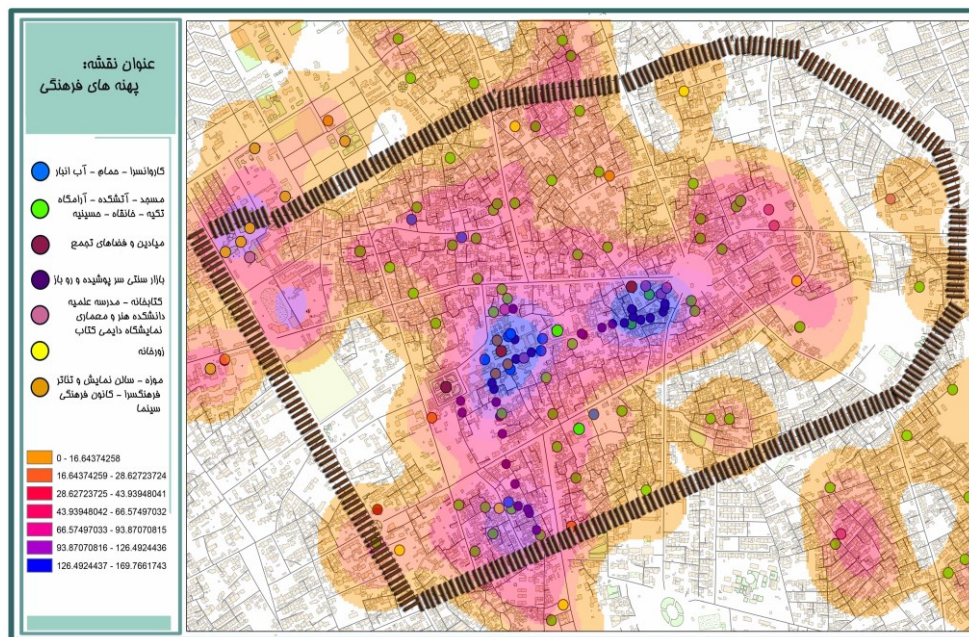 عنوان نقشه:
پهنه های فرهنگی
کاروانسرا - حمام - آب انبار
مسجد - آتشکده - آرامگاه
تکیه - خانقاه - حسینیه
میادین و فضاهای تجمع
بازار سنتی سر پوشیده و رو باز
کتابخانه - مدرسه علمیه
دانشکده هنر و معماری
نمایشگاه دایمی کتاب
زورخانه
موزه - سالن نمایش و تئاتر
فرهنگسرا - کانون فرهنگی
سینما
0 - 16.64374258
16.64374259 - 28.62723724
28.62723725 - 43.93948041
43.93948042 - 66.57497032
66.57497033 - 93.87070815
93.87070816 - 126.4924436
126.4924437 - 169.7661743